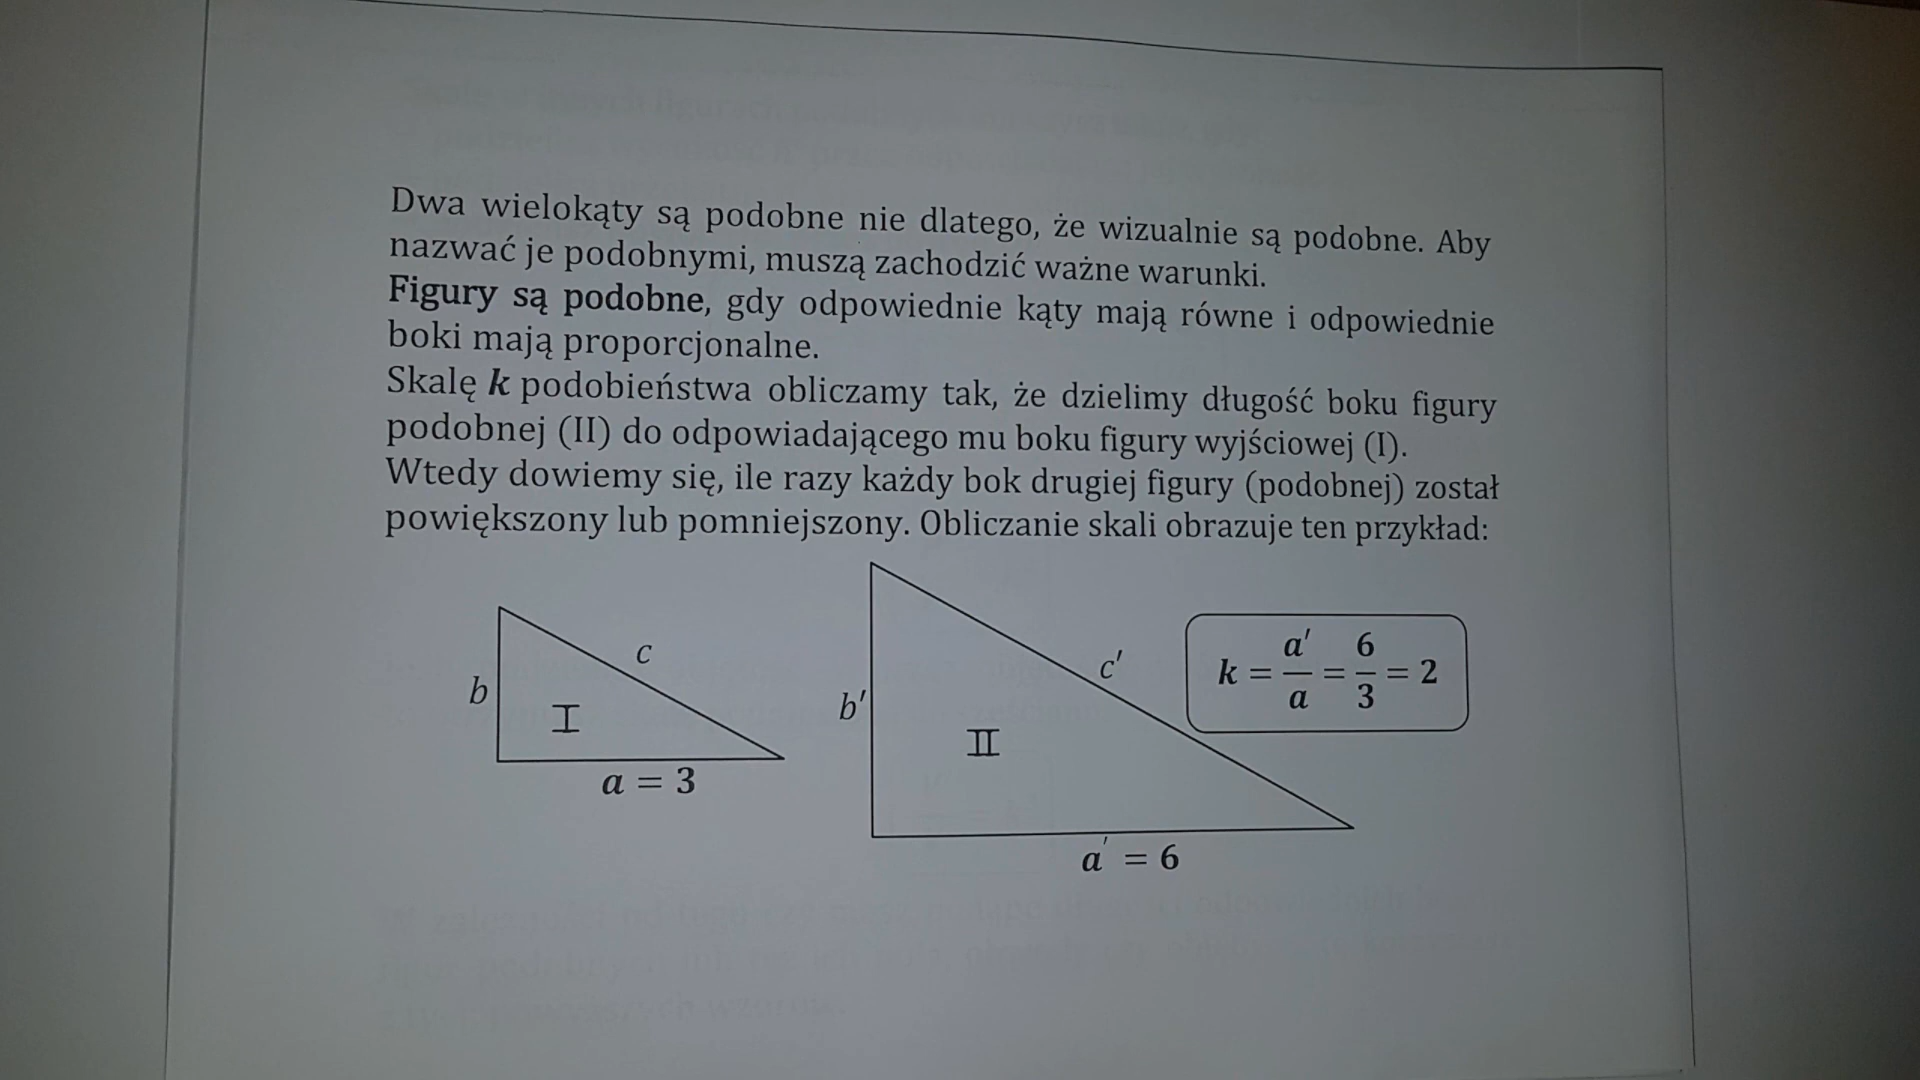 Dwa wielokąty są podobne nie dlatego, że wizualnie są podobne. Aby
nazwać je podobnymi, muszą zachodzić ważne warunki.
Figury są podobne, gdy odpowiednie kąty mają równe i odpowiednie
boki mają proporcjonalne.
Skalę k podobieństwa obliczamy tak, że dzielimy długość boku figury
podobnej (II) do odpowiadającego mu boku figury wyjściowej (I).
Wtedy dowiemy się, ile razy każdy bok drugiej figury (podobnej) został
powiększony lub pomniejszony. Obliczanie skali obrazuje ten przykład:
c
b
I
a = 3
c'
b'
II
a' = 6
k = a'/a = 6/3 = 2